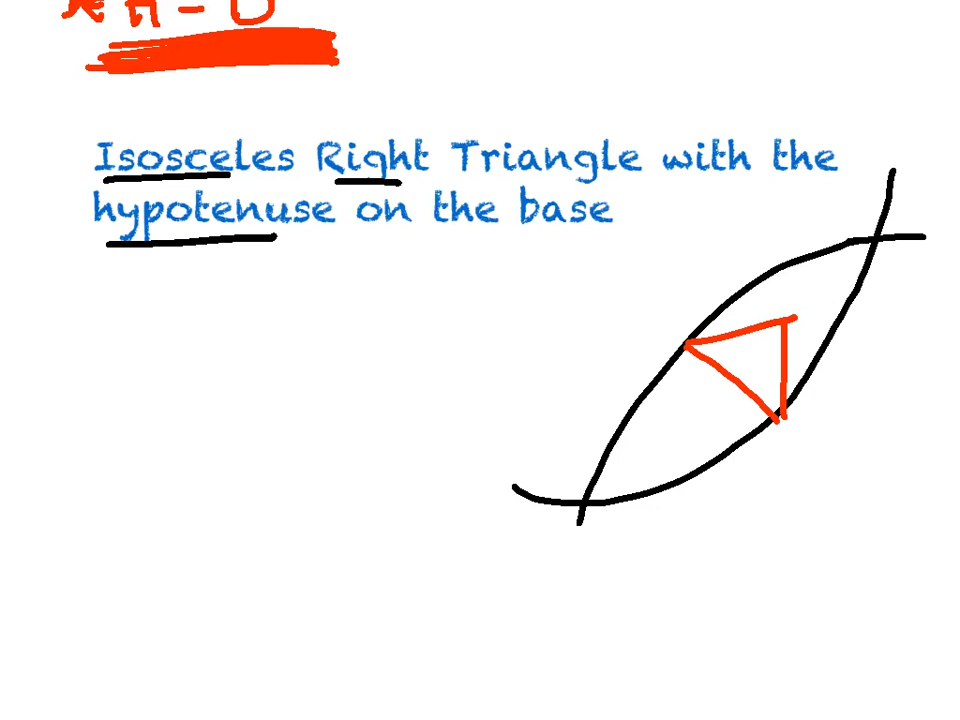 Isosceles Right Triangle with the
hypotenuse on the base